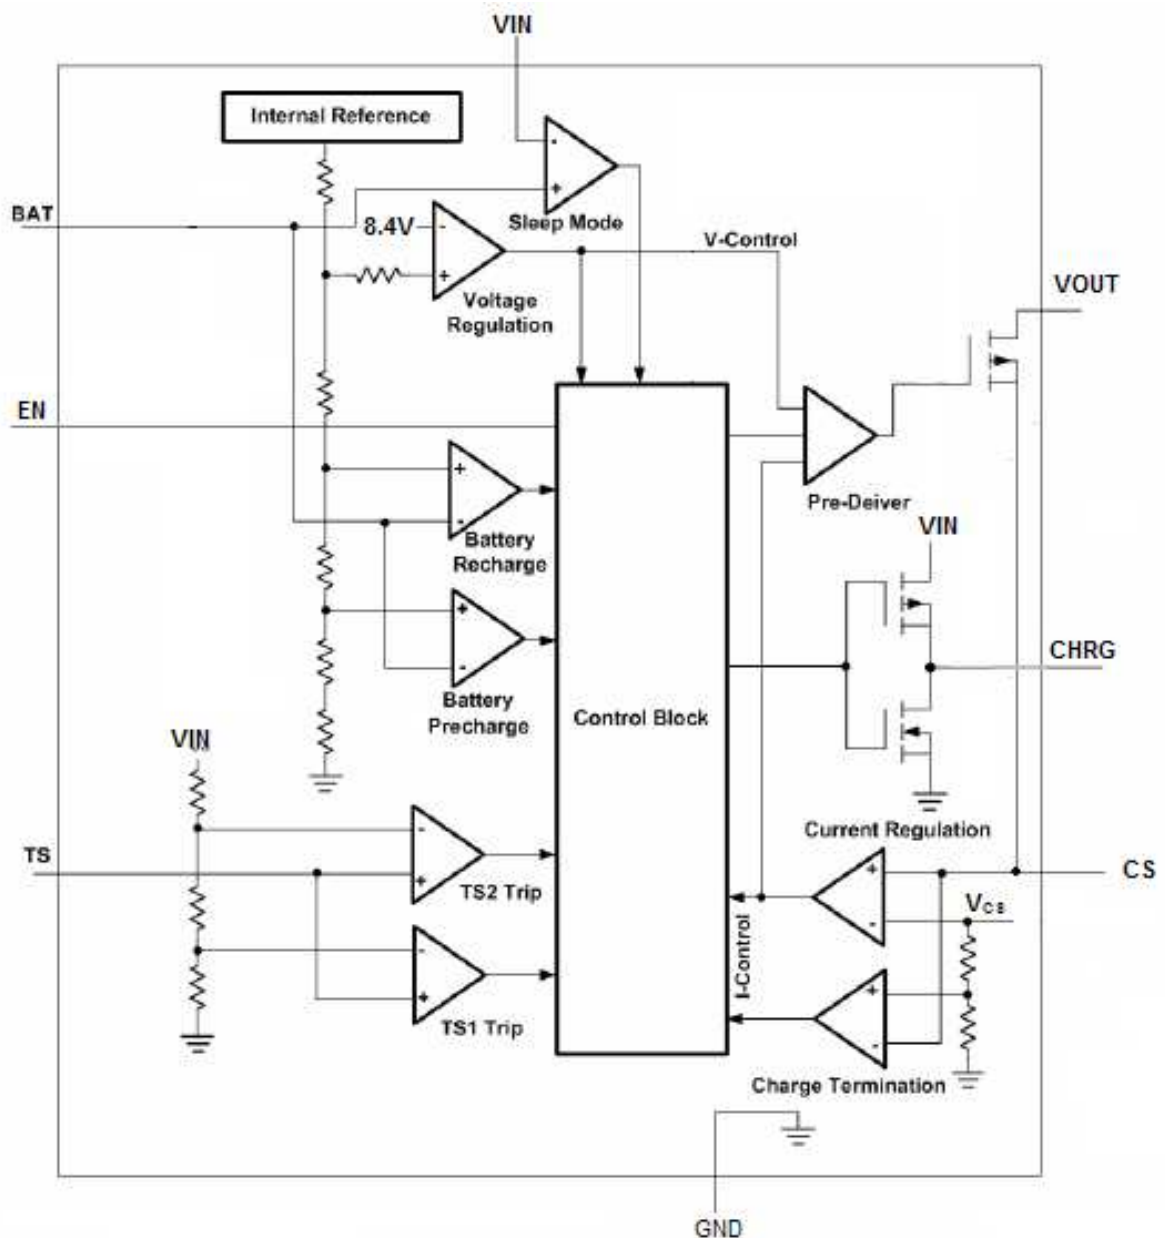 VIN
Internal Reference
-
+
Sleep Mode
BAT
8.4V
-
+
V-Control
Voltage
Regulation
VOUT
EN
+
-
Battery
Recharge
Pre-Deiver
VIN
+
-
Battery
Precharge
CHRG
Control Block
VIN
-
+
TS
TS2 Trip
Current Regulation
+
-
CS
VCS
I-Control
-
+
TS1 Trip
+
-
Charge Termination
GND